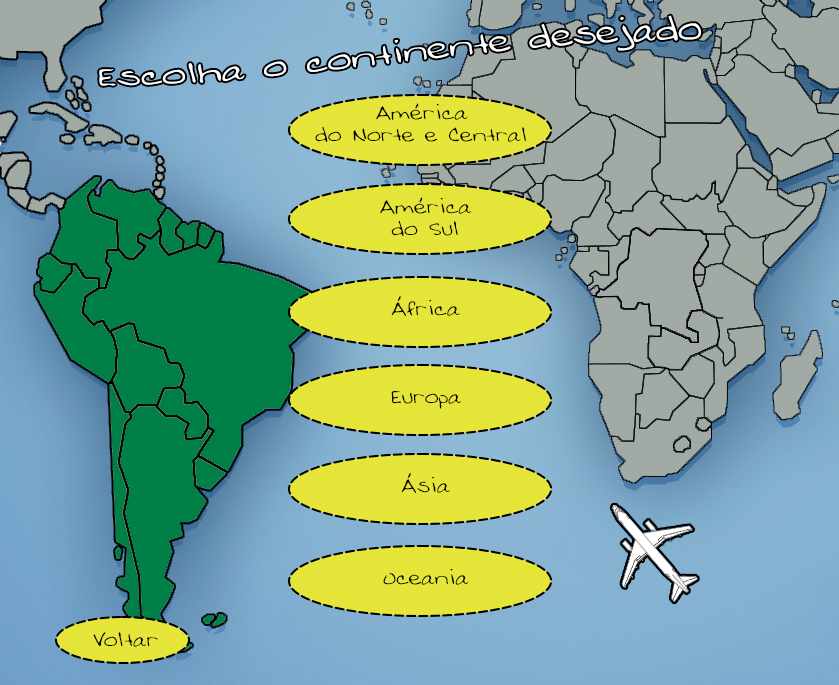 Escolha o continente desejado
América
do Norte e Central
América
do Sul
África
Europa
Ásia
Oceania
Voltar